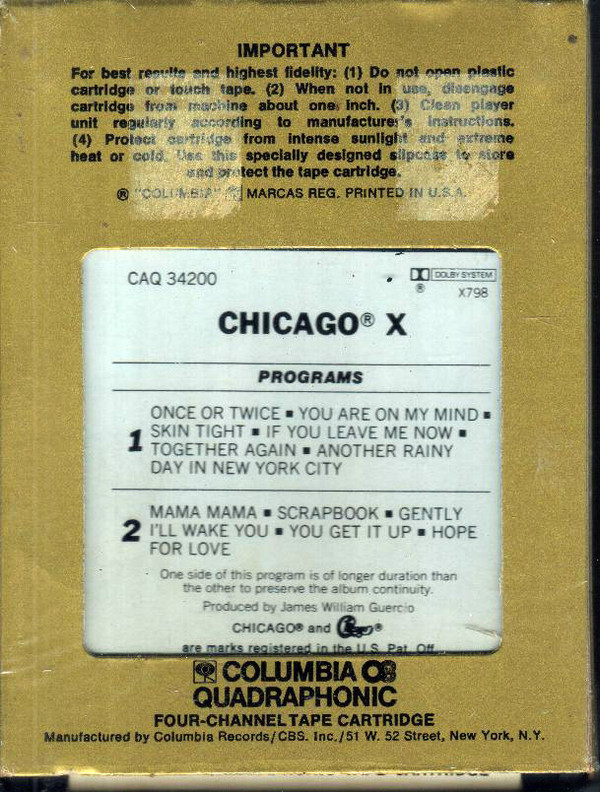 IMPORTANT
For best results and highest fidelity: (1) Do not open plastic
cartridge or touch tape. (2) When not in use, disengage
cartridge from machine about one inch. (3) Clean player
unit regularly according to manufacturer's instructions.
(4) Protect cartridge from intense sunlight and extreme
heat or cold. Use this specially designed slipcase to store
and protect the tape cartridge.
® "COLUMBIA" MARCAS REG. PRINTED IN U.S.A.
CAQ 34200
DOLBY SYSTEM
®
X798
CHICAGO® X
PROGRAMS
1
ONCE OR TWICE ▪ YOU ARE ON MY MIND ▪
SKIN TIGHT ▪ IF YOU LEAVE ME NOW ▪
TOGETHER AGAIN ▪ ANOTHER RAINY
DAY IN NEW YORK CITY
2
MAMA MAMA ▪ SCRAPBOOK ▪ GENTLY
I'LL WAKE YOU ▪ YOU GET IT UP ▪ HOPE
FOR LOVE
One side of this program is of longer duration than
the other to preserve the album continuity.
Produced by James William Guercio
CHICAGO® and Chicago®
are marks registered in the U.S. Pat. Off.
COLUMBIA
QUADRAPHONIC
FOUR-CHANNEL TAPE CARTRIDGE
Manufactured by Columbia Records/CBS. Inc./51 W. 52 Street, New York, N.Y.
CARTRIDGE